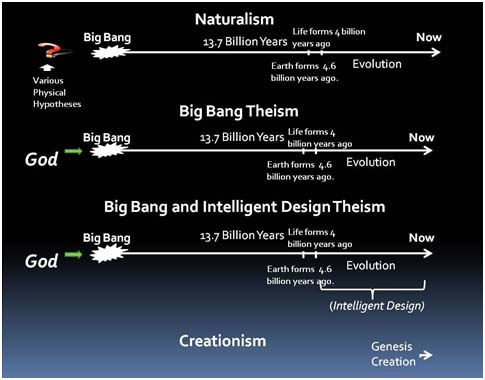 Naturalism
Big Bang
13.7 Billion Years
Life forms 4 billion
years ago
Now
?
Various
Physical
Hypotheses
Earth forms 4.6
billion years ago.
Evolution
Big Bang Theism
God
Big Bang
13.7 Billion Years
Life forms 4
billion years ago.
Now
Earth forms 4.6
billion years ago.
Evolution
Big Bang and Intelligent Design Theism
God
Big Bang
13.7 Billion Years
Life forms 4
billion years ago.
Now
Earth forms 4.6
billion years ago.
Evolution
(Intelligent Design)
Creationism
Genesis
Creation